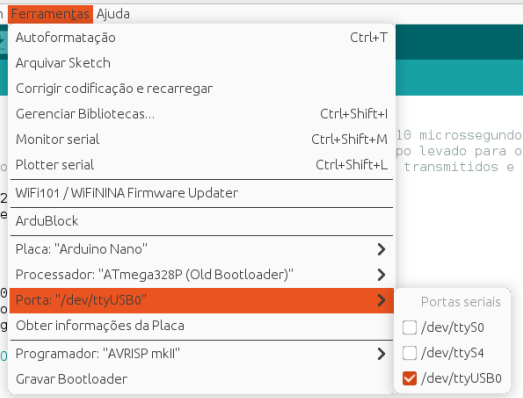 Ferramentas Ajuda
Autoformatação Ctrl+T
Arquivar Sketch
Corrigir codificação e recarregar
Gerenciar Bibliotecas... Ctrl+Shift+I
Monitor serial Ctrl+Shift+M
10 microssegundo
po levado para o
Plotter serial Ctrl+Shift+L
transmitidos e
WiFi101 / WiFiNINA Firmware Updater
ArduBlock
Placa: "Arduino Nano"
Processador: "ATmega328P (Old Bootloader)"
Porta: "/dev/ttyUSB0"
Portas seriais
Obter informações da Placa
/dev/ttyS0
Programador: "AVRISP mkII"
/dev/ttyS4
Gravar Bootloader
/dev/ttyUSB0